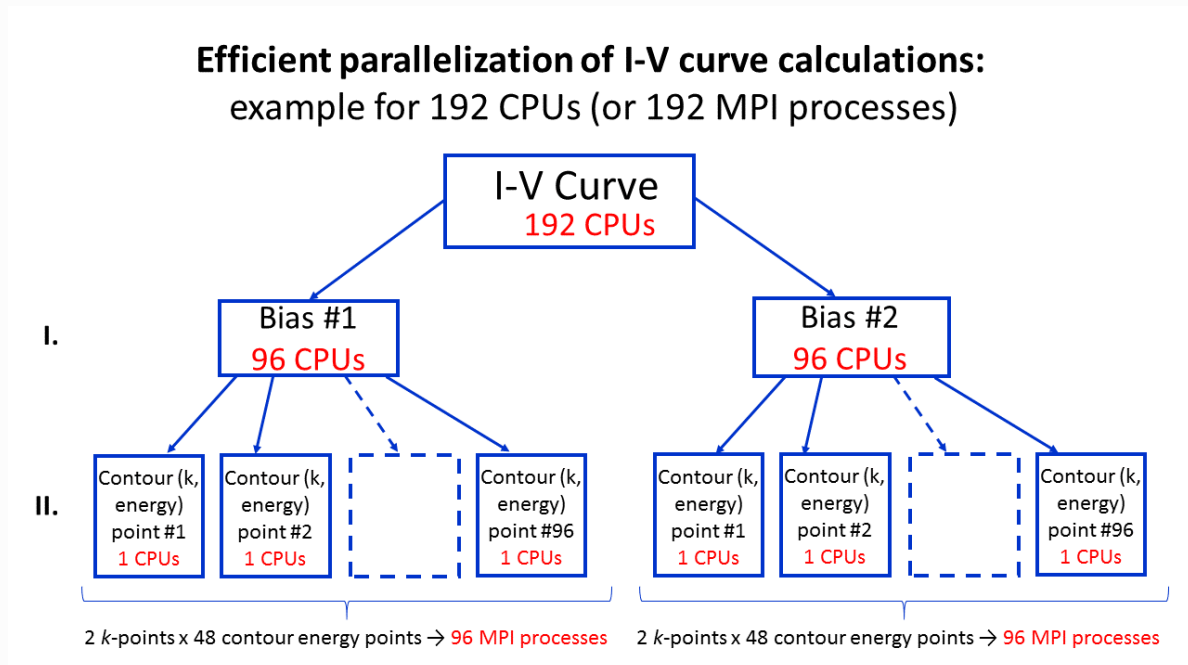 Efficient parallelization of I-V curve calculations:
example for 192 CPUs (or 192 MPI processes)
I-V Curve
192 CPUs
I.
Bias #1
96 CPUs
Bias #2
96 CPUs
II.
Contour (k,
energy)
point #1
1 CPUs
Contour (k,
energy)
point #2
1 CPUs
Contour (k,
energy)
point #96
1 CPUs
Contour (k,
energy)
point #1
1 CPUs
Contour (k,
energy)
point #2
1 CPUs
Contour (k,
energy)
point #96
1 CPUs
2 k-points x 48 contour energy points → 96 MPI processes
2 k-points x 48 contour energy points → 96 MPI processes